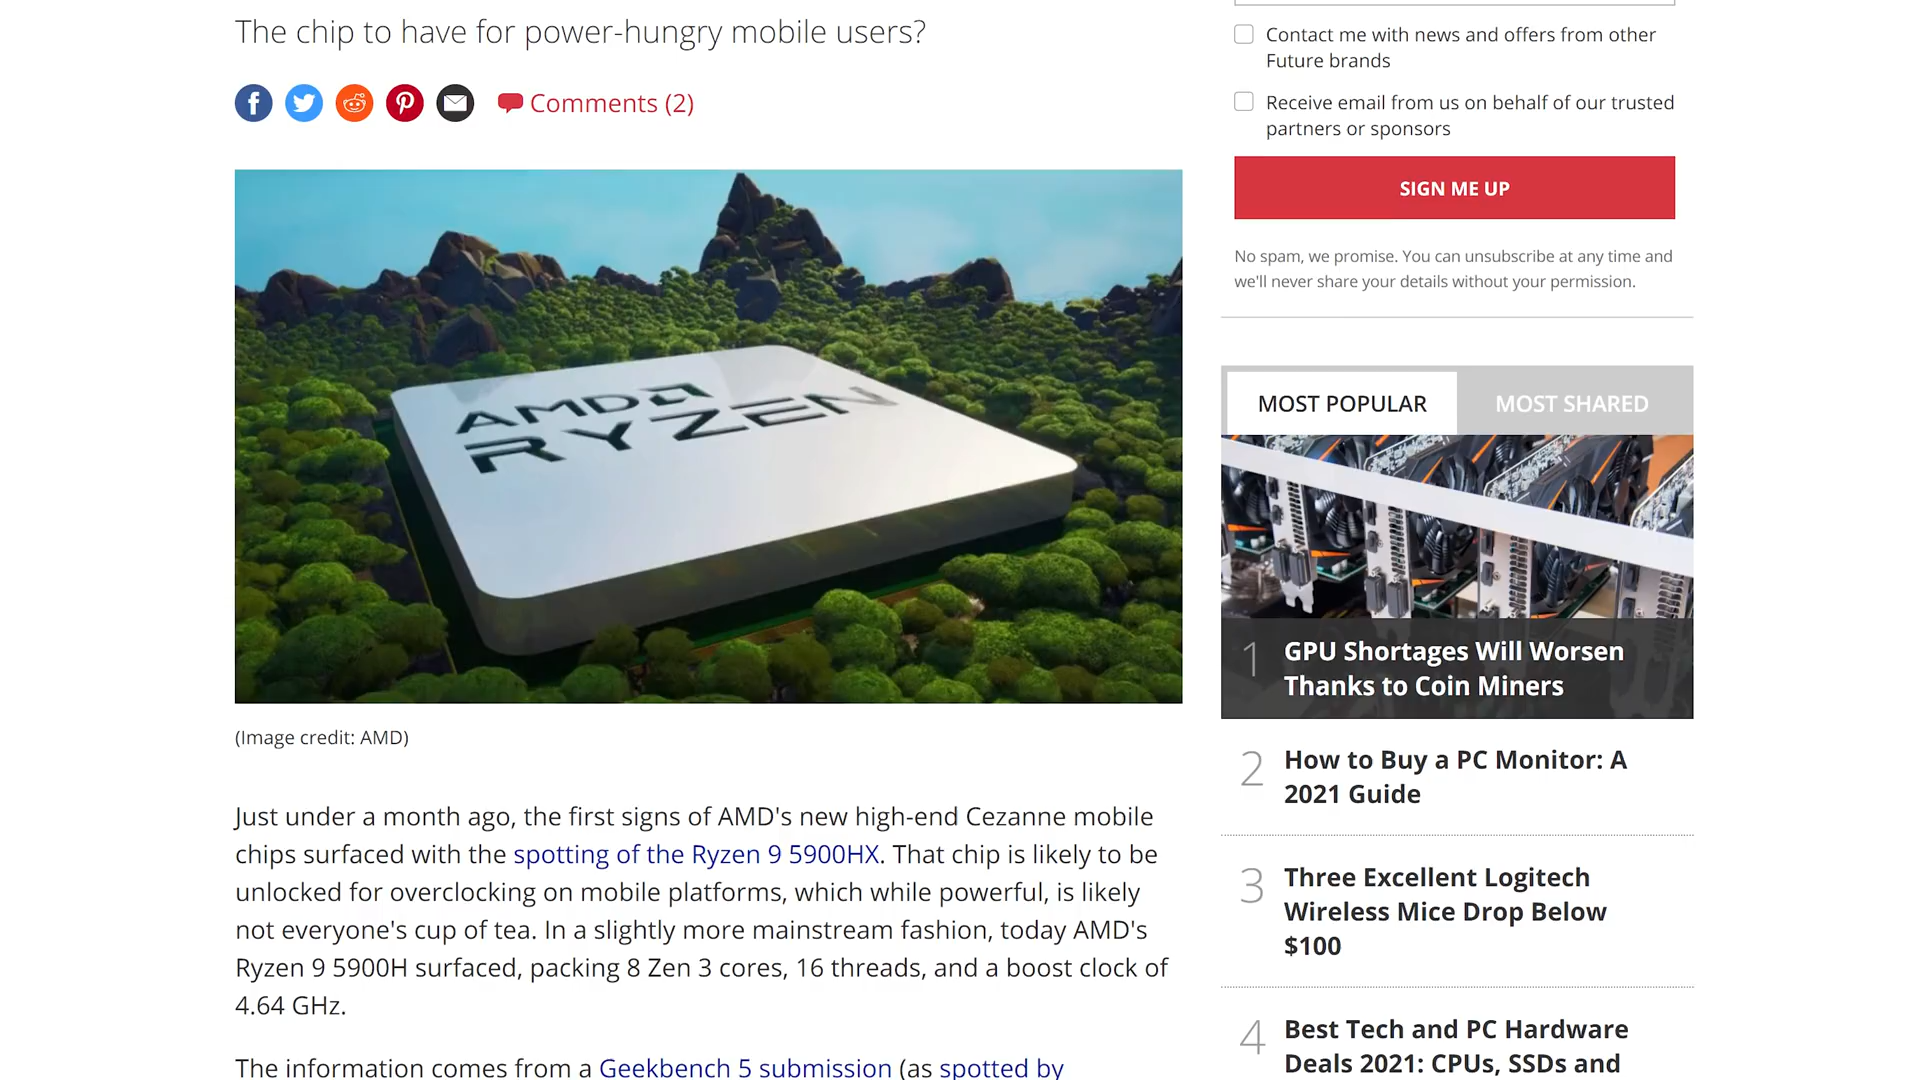 The chip to have for power-hungry mobile users?
Comments (2)
AMD
RYZEN
(Image credit: AMD)
Just under a month ago, the first signs of AMD's new high-end Cezanne mobile
chips surfaced with the spotting of the Ryzen 9 5900HX. That chip is likely to be
unlocked for overclocking on mobile platforms, which while powerful, is likely
not everyone's cup of tea. In a slightly more mainstream fashion, today AMD's
Ryzen 9 5900H surfaced, packing 8 Zen 3 cores, 16 threads, and a boost clock of
4.64 GHz.
The information comes from a Geekbench 5 submission (as spotted by
Contact me with news and offers from other
Future brands
Receive email from us on behalf of our trusted
partners or sponsors
SIGN ME UP
No spam, we promise. You can unsubscribe at any time and
we'll never share your details without your permission.
MOST POPULAR
MOST SHARED
1 GPU Shortages Will Worsen
Thanks to Coin Miners
2 How to Buy a PC Monitor: A
2021 Guide
3 Three Excellent Logitech
Wireless Mice Drop Below
$100
4 Best Tech and PC Hardware
Deals 2021: CPUs, SSDs and